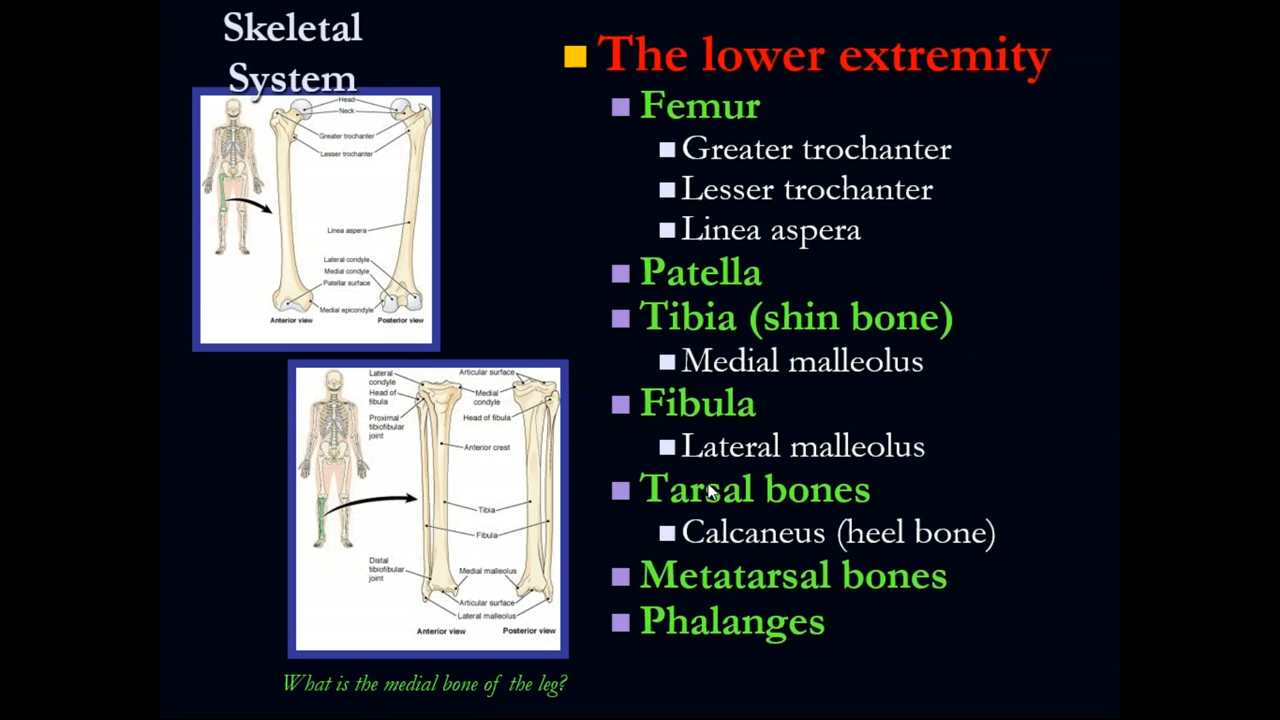 Skeletal
System
The lower extremity
Femur
Greater trochanter
Lesser trochanter
Linea aspera
Patella
Tibia (shin bone)
Medial malleolus
Fibula
Lateral malleolus
Tarsal bones
Calcaneus (heel bone)
Metatarsal bones
Phalanges
Head
Neck
Greater trochanter
Lesser trochanter
Linea aspera
Lateral condyle
Medial condyle
Patellar surface
Medial epicondyle
Anterior view
Posterior view
Lateral
condyle
Head of
fibula
Proximal
tibiofibular
joint
Articular surface
Medial
condyle
Head of fibula
Anterior crest
Tibia
Fibula
Distal
tibiofibular
joint
Medial malleolus
Articular surface
Lateral malleolus
Anterior view
Posterior view
What is the medial bone of the leg?